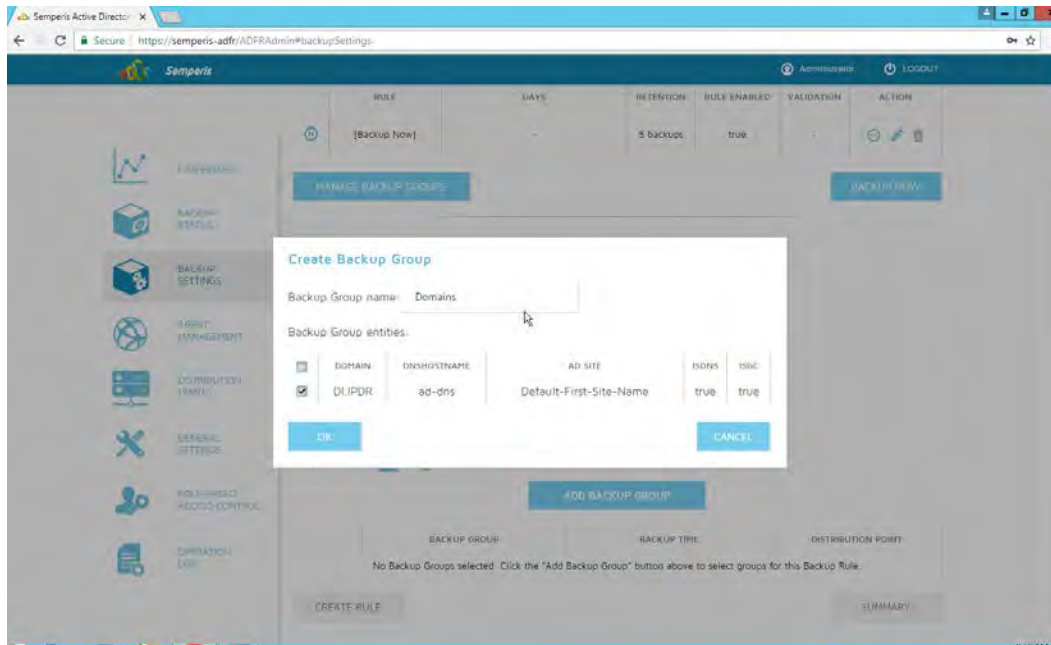 Semperis Active Director
Secure https://semperis-adfr/ADFRAdmin#backupSettings
Semperis Administrator LOGOUT
RULE DAYS RETENTION RULE ENABLED VALIDATION ACTION
[Backup Now] - 5 backups true -
MANAGE BACKUP GROUPS BACKUP NOW
BACKUP
STATUS
BACKUP
SETTINGS
AGENT
MANAGEMENT
DISTRIBUTION
GENERAL
SETTINGS
ROLE-BASED
ACCESS CONTROL
OPERATION
LOG
Create Backup Group
Backup Group name: Domains
Backup Group entities:
DOMAIN DNSHOSTNAME AD SITE ISDNS ISGC
DI.IPDR ad-dns Default-First-Site-Name true true
OK CANCEL
ADD BACKUP GROUP
BACKUP GROUP BACKUP TIME DISTRIBUTION POINT
No Backup Groups selected. Click the "Add Backup Group" button above to select groups for this Backup Rule.
CREATE RULE SUMMARY